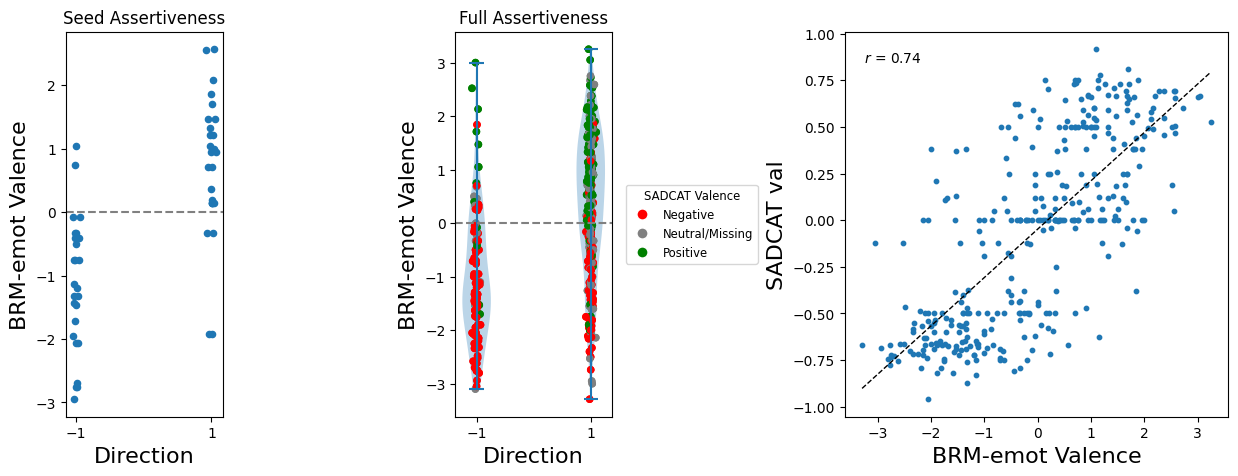 Seed Assertiveness
BRM-emot Valence
2
1
0
−1
−2
−3
−1
1
Direction
Full Assertiveness
BRM-emot Valence
3
2
1
0
−1
−2
−3
−1
1
Direction
SADCAT Valence
Negative
Neutral/Missing
Positive
SADCAT val
1.00
0.75
0.50
0.25
0.00
−0.25
−0.50
−0.75
−1.00
r = 0.74
−3
−2
−1
0
1
2
3
BRM-emot Valence